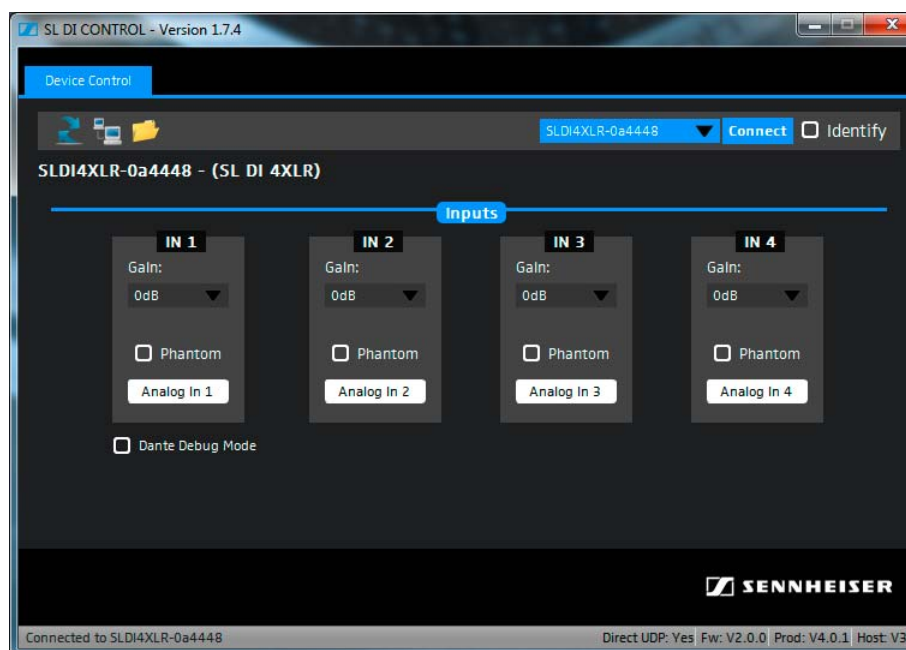 SL DI CONTROL - Version 1.7.4
Device Control
SLDI4XLR-0a4448 Connect Identify
SLDI4XLR-0a4448 - (SL DI 4XLR)
Inputs
IN 1 IN 2 IN 3 IN 4
Gain: Gain: Gain: Gain:
0dB 0dB 0dB 0dB
Phantom Phantom Phantom Phantom
Analog In 1 Analog In 2 Analog In 3 Analog In 4
Dante Debug Mode
SENNHEISER
Connected to SLDI4XLR-0a4448 Direct UDP: Yes Fw: V2.0.0 Prod: V4.0.1 Host: V3